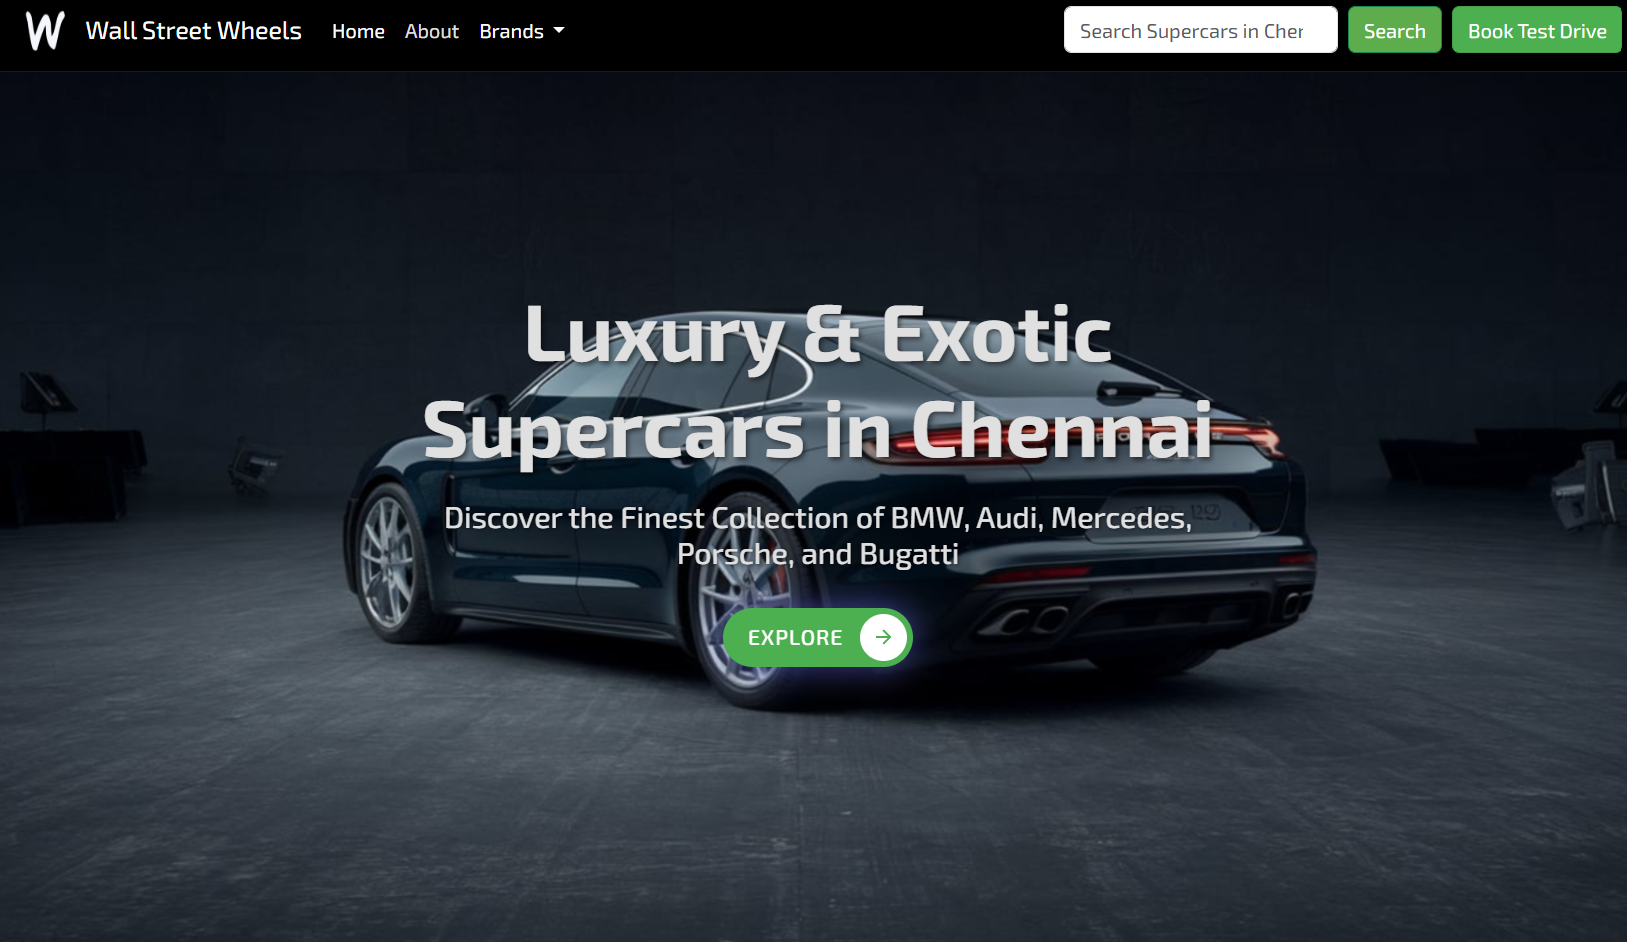 W Wall Street Wheels Home About Brands Search Supercars in Cher Search Book Test Drive
Luxury & Exotic
Supercars in Chennai
Discover the Finest Collection of BMW, Audi, Mercedes,
Porsche, and Bugatti
EXPLORE